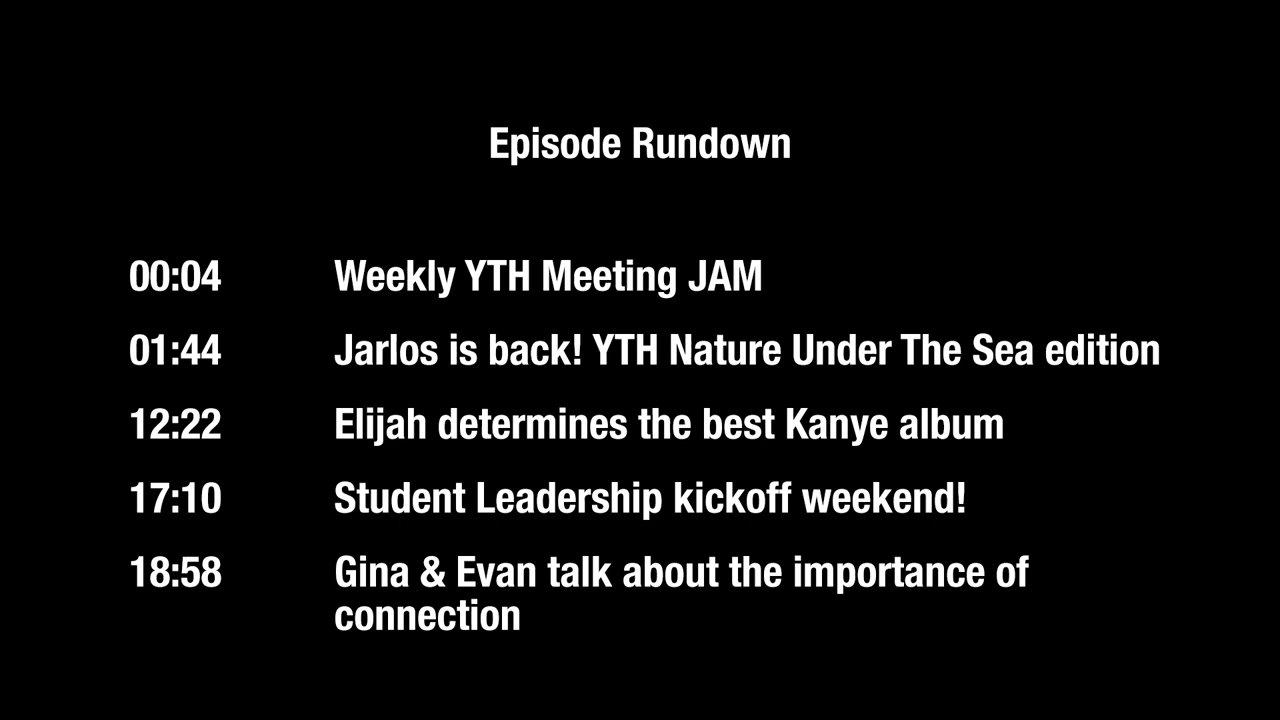 Episode Rundown
00:04 Weekly YTH Meeting JAM
01:44 Jarlos is back! YTH Nature Under The Sea edition
12:22 Elijah determines the best Kanye album
17:10 Student Leadership kickoff weekend!
18:58 Gina & Evan talk about the importance of
connection